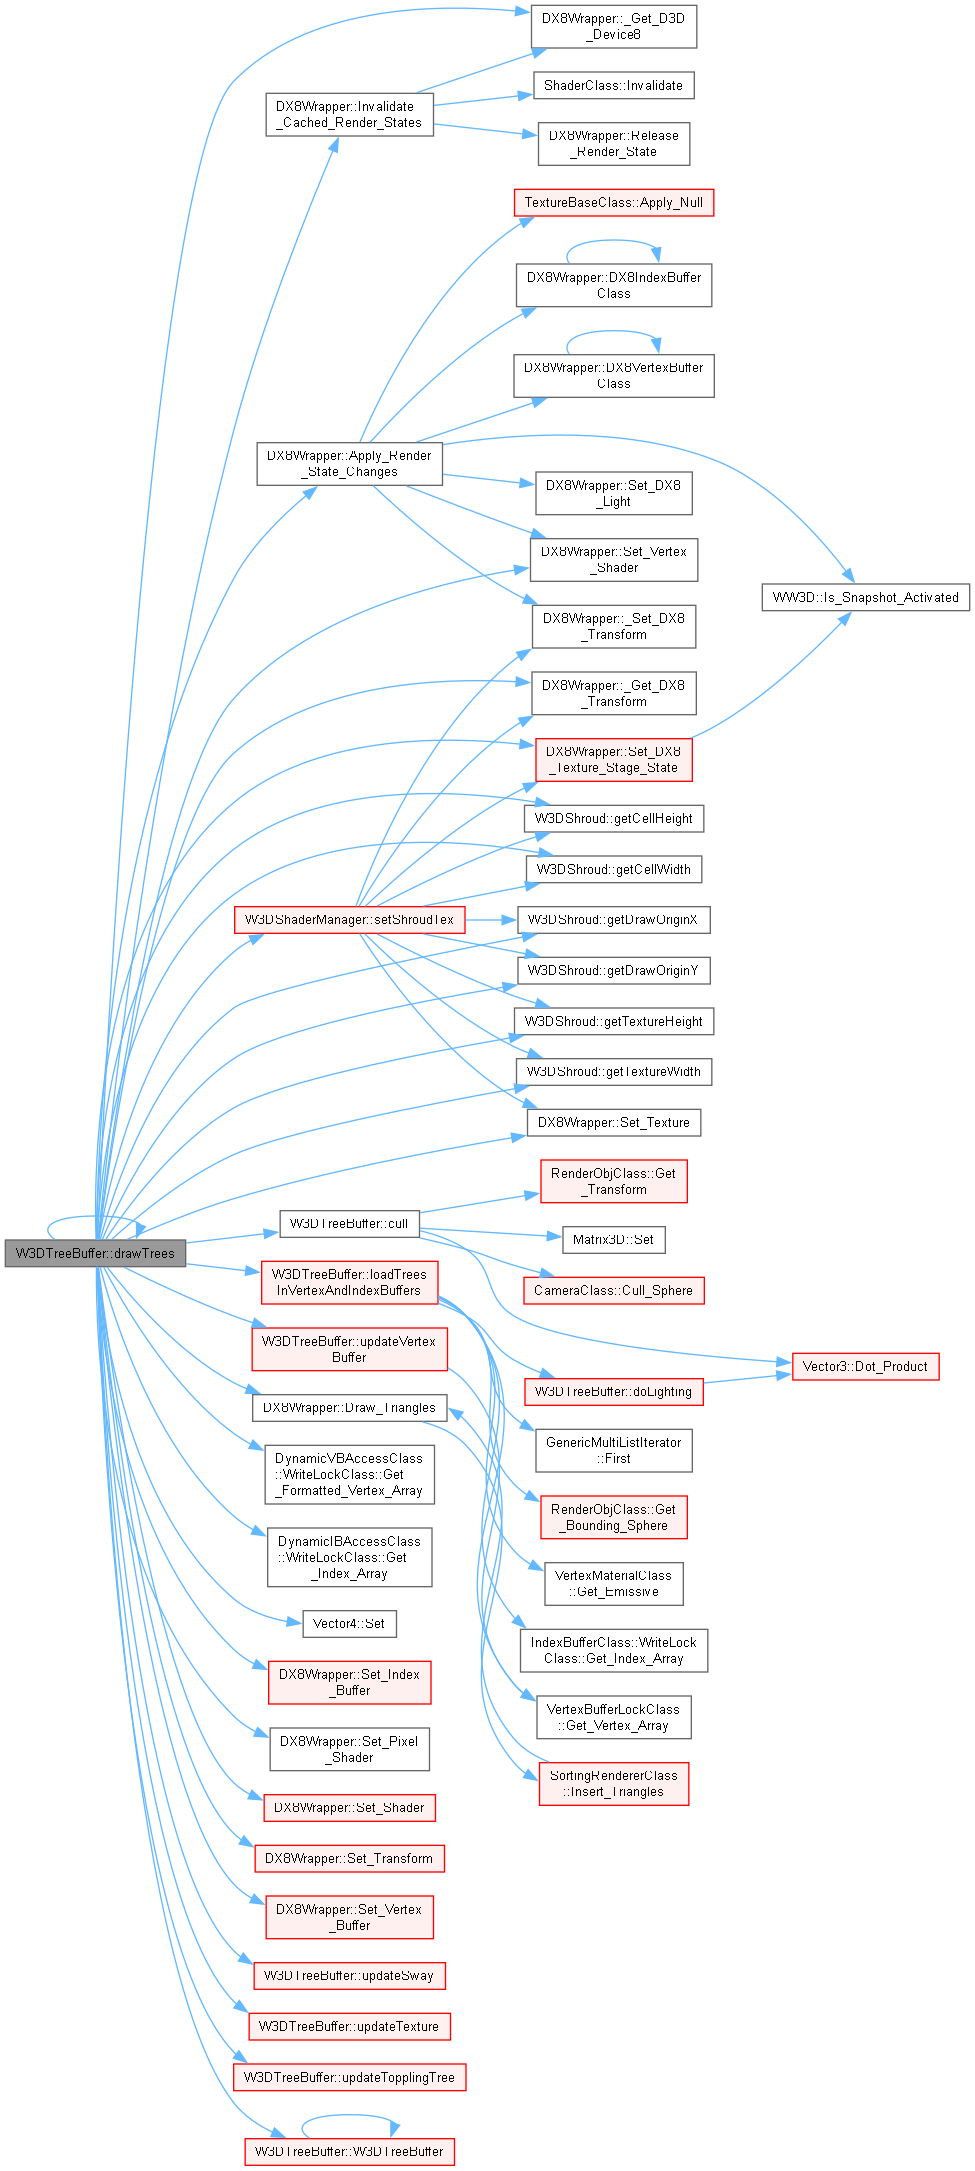 DX8Wrapper::_Get_D3D
_Device8
ShaderClass::Invalidate
DX8Wrapper::Invalidate
_Cached_Render_States
DX8Wrapper::Release
_Render_State
TextureBaseClass::Apply_Null
DX8Wrapper::DX8IndexBuffer
Class
DX8Wrapper::DX8VertexBuffer
Class
DX8Wrapper::Apply_Render
_State_Changes
DX8Wrapper::Set_DX8
_Light
DX8Wrapper::Set_Vertex
_Shader
WW3D::Is_Snapshot_Activated
DX8Wrapper::_Set_DX8
_Transform
DX8Wrapper::_Get_DX8
_Transform
DX8Wrapper::Set_DX8
_Texture_Stage_State
W3DShroud::getCellHeight
W3DShroud::getCellWidth
W3DShaderManager::setShroudTex
W3DShroud::getDrawOriginX
W3DShroud::getDrawOriginY
W3DShroud::getTextureHeight
W3DShroud::getTextureWidth
DX8Wrapper::Set_Texture
RenderObjClass::Get
_Transform
W3DTreeBuffer::cull
Matrix3D::Set
W3DTreeBuffer::drawTrees
W3DTreeBuffer::loadTrees
InVertexAndIndexBuffers
CameraClass::Cull_Sphere
W3DTreeBuffer::updateVertex
Buffer
Vector3::Dot_Product
W3DTreeBuffer::doLighting
DX8Wrapper::Draw_Triangles
GenericMultiListIterator
::First
DynamicVBAccessClass
::WriteLockClass::Get
_Formatted_Vertex_Array
RenderObjClass::Get
_Bounding_Sphere
DynamicIBAccessClass
::WriteLockClass::Get
_Index_Array
VertexMaterialClass
::Get_Emissive
Vector4::Set
IndexBufferClass::WriteLock
Class::Get_Index_Array
DX8Wrapper::Set_Index
_Buffer
VertexBufferLockClass
::Get_Vertex_Array
DX8Wrapper::Set_Pixel
_Shader
SortingRendererClass
::Insert_Triangles
DX8Wrapper::Set_Shader
DX8Wrapper::Set_Transform
DX8Wrapper::Set_Vertex
_Buffer
W3DTreeBuffer::updateSway
W3DTreeBuffer::updateTexture
W3DTreeBuffer::updateTopplingTree
W3DTreeBuffer::W3DTreeBuffer